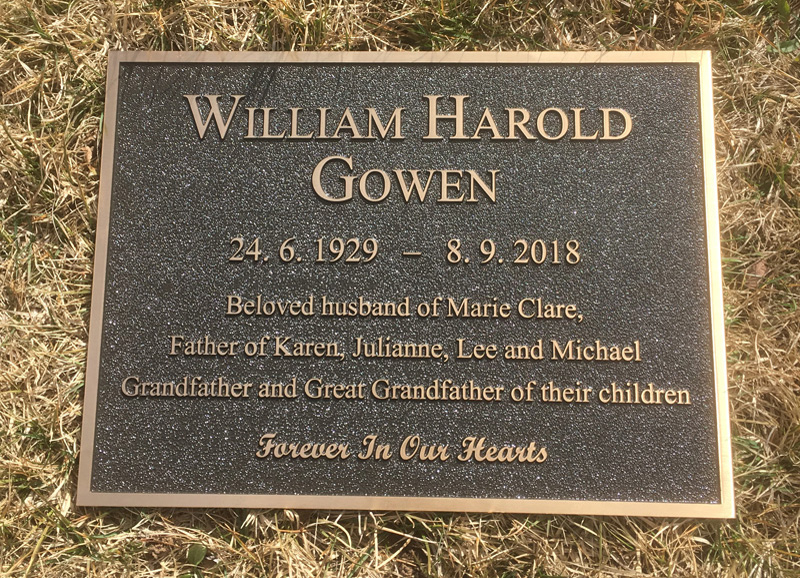 William Harold
Gowen
24. 6. 1929 – 8. 9. 2018
Beloved husband of Marie Clare,
Father of Karen, Julianne, Lee and Michael
Grandfather and Great Grandfather of their children
Forever In Our Hearts